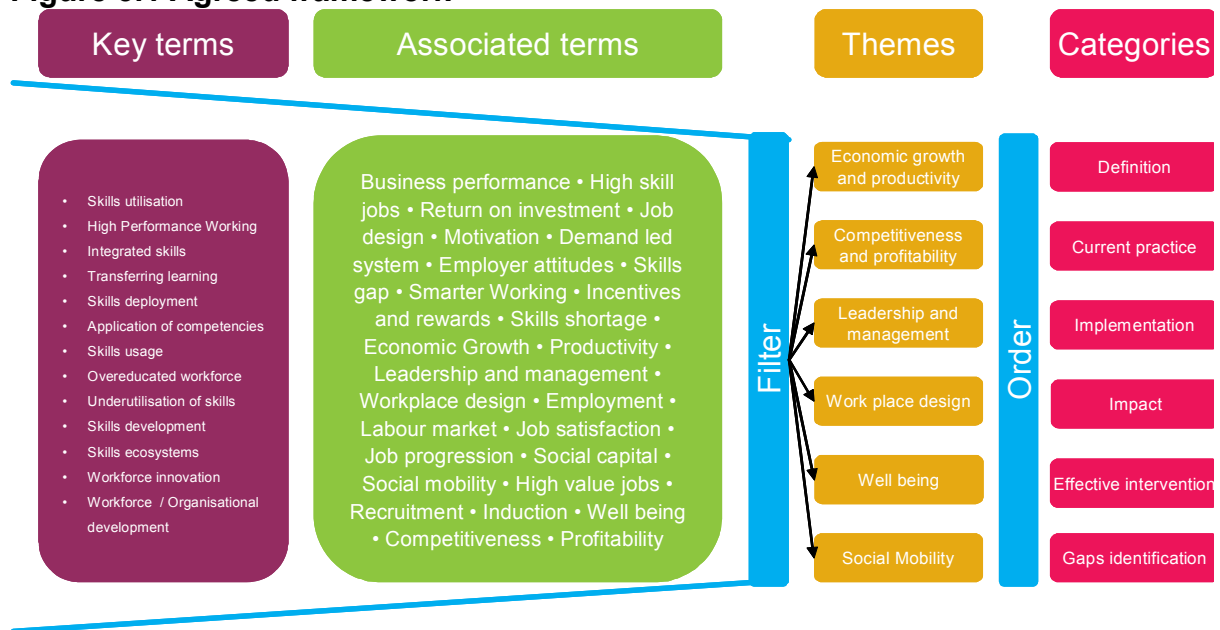 Figure 3.1 Agreed framework
Key terms
Associated terms
Themes
Categories
• Skills utilisation
• High Performance Working
• Integrated skills
• Transferring learning
• Skills deployment
• Application of competencies
• Skills usage
• Overeducated workforce
• Underutilisation of skills
• Skills development
• Skills ecosystems
• Workforce innovation
• Workforce / Organisational
development
Business performance • High skill
jobs • Return on investment • Job
design • Motivation • Demand led
system • Employer attitudes • Skills
gap • Smarter Working • Incentives
and rewards • Skills shortage •
Economic Growth • Productivity •
Leadership and management •
Workplace design • Employment •
Labour market • Job satisfaction •
Job progression • Social capital •
Social mobility • High value jobs •
Recruitment • Induction • Well being
• Competitiveness • Profitability
Filter
Economic growth
and productivity
Competitiveness
and profitability
Leadership and
management
Work place design
Well being
Social Mobility
Order
Definition
Current practice
Implementation
Impact
Effective intervention
Gaps identification